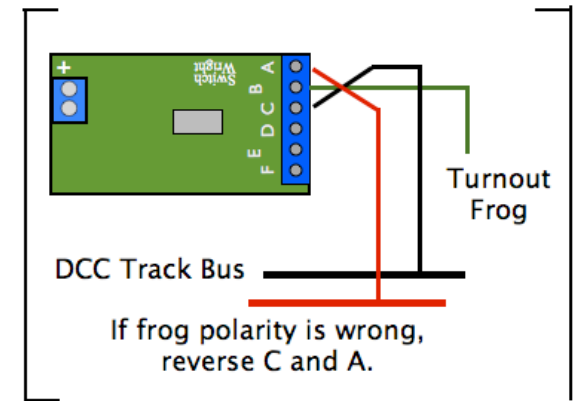 +
Switch
Wright
A
B
C
D
E
F
Turnout
Frog
DCC Track Bus
If frog polarity is wrong,
reverse C and A.